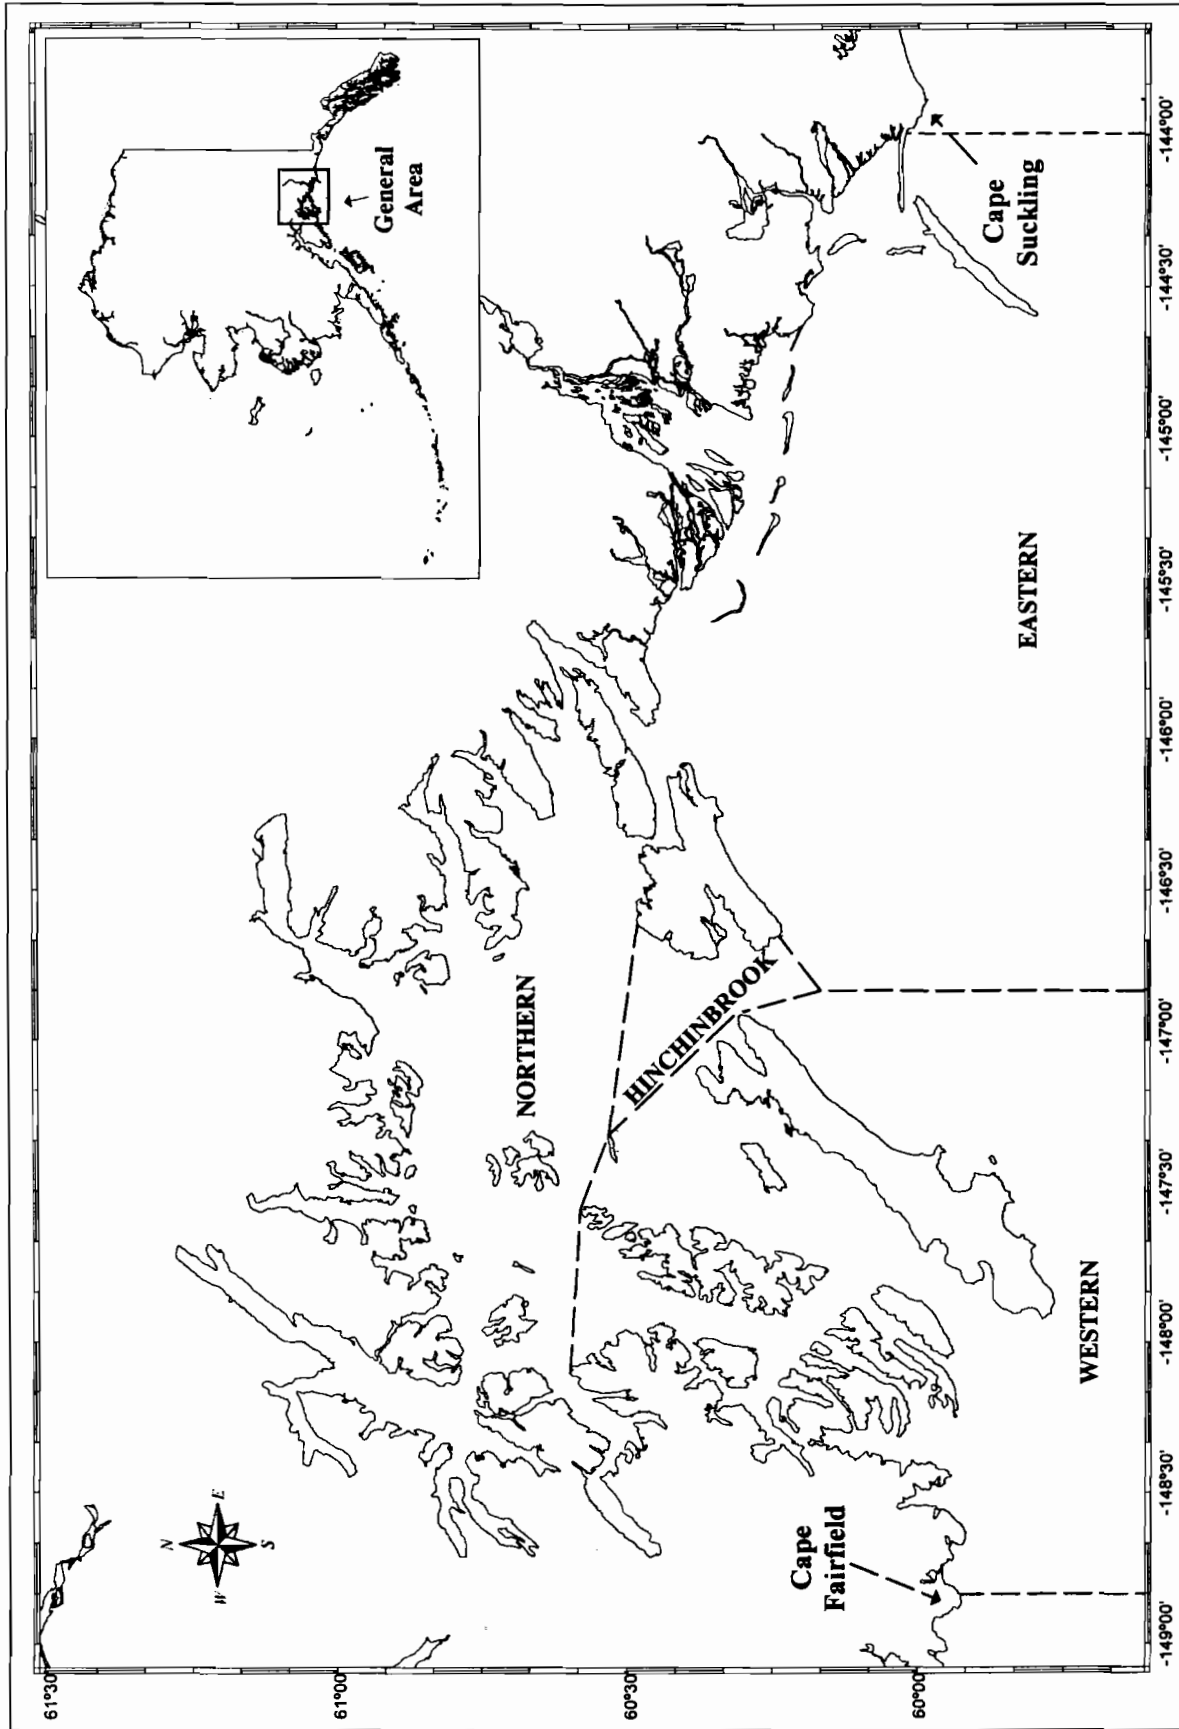 General
Area
N
W
E
S
NORTHERN
HINCHINBROOK
EASTERN
WESTERN
Cape
Suckling
Cape
Fairfield
61°30'
61°00'
60°30'
60°00'
-149°00'
-148°30'
-148°00'
-147°30'
-147°00'
-146°30'
-146°00'
-145°30'
-145°00'
-144°30'
-144°00'